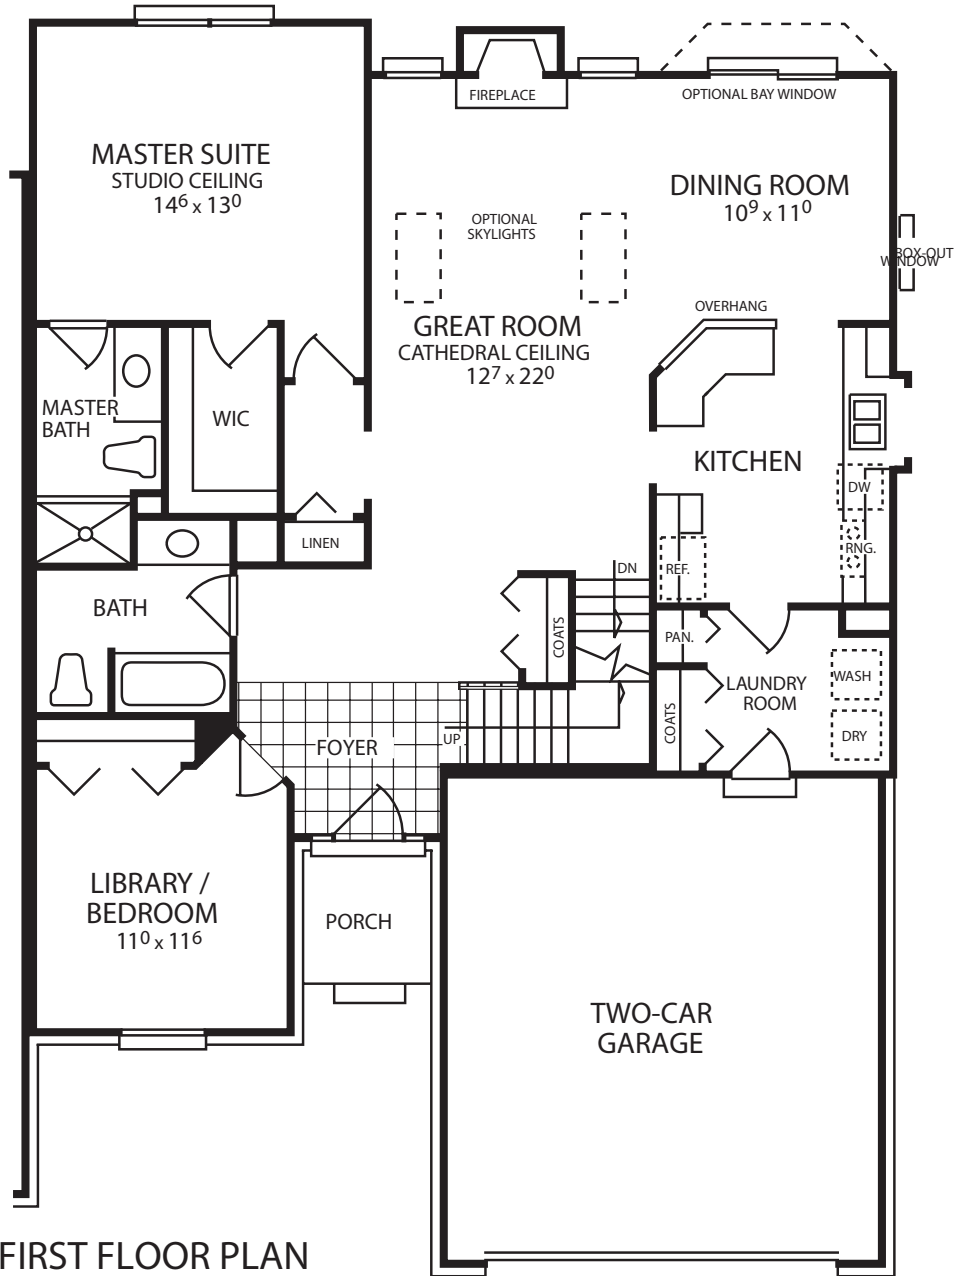 FIREPLACE
OPTIONAL BAY WINDOW
MASTER SUITE
STUDIO CEILING
14⁶ x 13⁰
DINING ROOM
10⁹ x 11⁰
OPTIONAL
SKYLIGHTS
BOX-OUT
WINDOW
OVERHANG
GREAT ROOM
CATHEDRAL CEILING
12⁷ x 22⁰
MASTER
BATH
WIC
KITCHEN
DW
RNG.
LINEN
REF.
DN
BATH
COATS
PAN.
WASH
LAUNDRY
ROOM
COATS
DRY
FOYER
UP
LIBRARY /
BEDROOM
11⁰ x 11⁶
PORCH
TWO-CAR
GARAGE
FIRST FLOOR PLAN